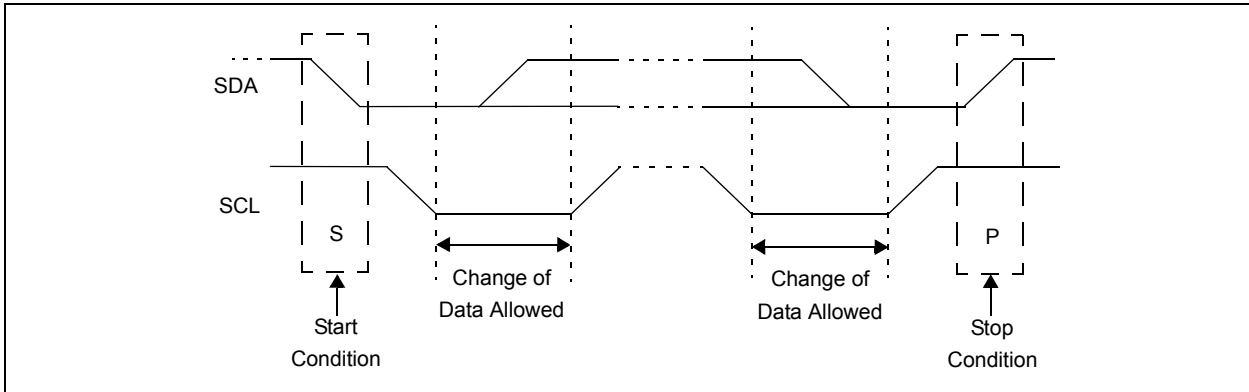 SDA
SCL
S
P
Change of
Data Allowed
Change of
Data Allowed
Start
Condition
Stop
Condition